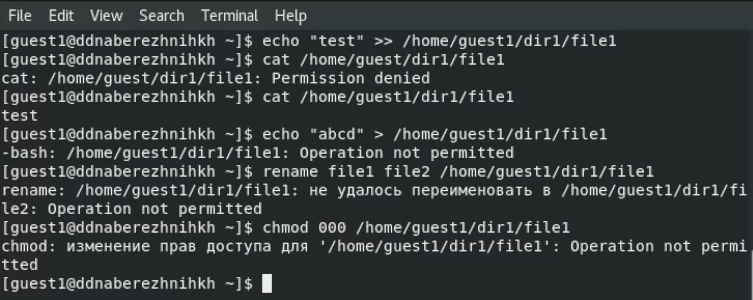 File Edit View Search Terminal Help
[guest1@ddnaberezhnihkh ~]$ echo "test" >> /home/guest1/dir1/file1
[guest1@ddnaberezhnihkh ~]$ cat /home/guest/dir1/file1
cat: /home/guest/dir1/file1: Permission denied
[guest1@ddnaberezhnihkh ~]$ cat /home/guest1/dir1/file1
test
[guest1@ddnaberezhnihkh ~]$ echo "abcd" > /home/guest1/dir1/file1
-bash: /home/guest1/dir1/file1: Operation not permitted
[guest1@ddnaberezhnihkh ~]$ rename file1 file2 /home/guest1/dir1/file1
rename: /home/guest1/dir1/file1: не удалось переименовать в /home/guest1/dir1/fi
le2: Operation not permitted
[guest1@ddnaberezhnihkh ~]$ chmod 000 /home/guest1/dir1/file1
chmod: изменение прав доступа для '/home/guest1/dir1/file1': Operation not permi
tted
[guest1@ddnaberezhnihkh ~]$